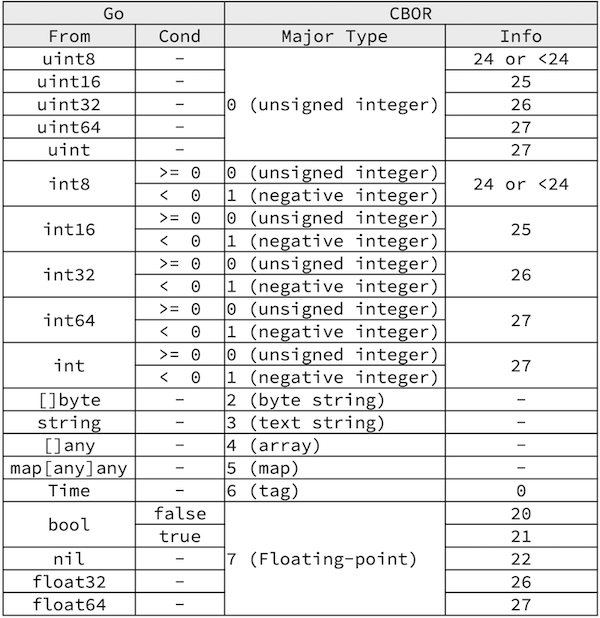 Go CBOR
From Cond Major Type Info
uint8 - 0 (unsigned integer) 24 or <24
uint16 - 25
uint32 - 26
uint64 - 27
uint - 27
int8 >= 0 0 (unsigned integer) 24 or <24
< 0 1 (negative integer)
int16 >= 0 0 (unsigned integer) 25
< 0 1 (negative integer)
int32 >= 0 0 (unsigned integer) 26
< 0 1 (negative integer)
int64 >= 0 0 (unsigned integer) 27
< 0 1 (negative integer)
int >= 0 0 (unsigned integer) 27
< 0 1 (negative integer)
[]byte - 2 (byte string) -
string - 3 (text string) -
[]any - 4 (array) -
map[any]any - 5 (map) -
Time - 6 (tag) 0
bool false 7 (Floating-point) 20
true 21
nil - 22
float32 - 26
float64 - 27